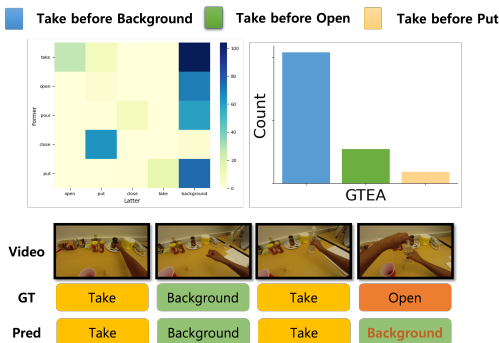 Take before Background Take before Open Take before Put
Former
take
open
pour
close
put
open put close take background
Latter
100
80
60
40
20
0
Count
GTEA
Video
GT Take Background Take Open
Pred Take Background Take Background